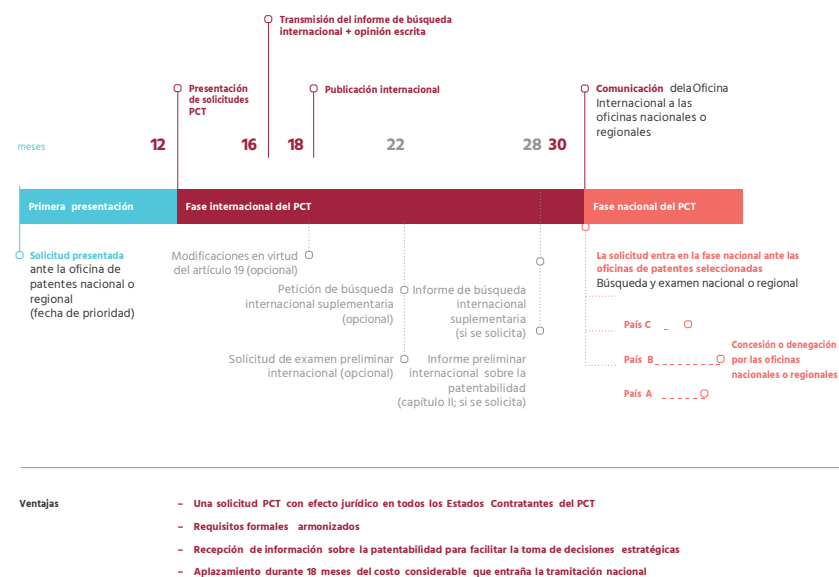 Transmisión del informe de búsqueda
internacional + opinión escrita
Presentación
de solicitudes
PCT
Publicación internacional
Comunicación dela Oficina
Internacional a las
oficinas nacionales o
regionales
meses
12
16
18
22
28
30
Primera presentación
Fase internacional del PCT
Fase nacional del PCT
Solicitud presentada
ante la oficina de
patentes nacional o
regional
(fecha de prioridad)
Modificaciones en virtud
del artículo 19 (opcional)
Petición de búsqueda
internacional suplementaria
(opcional)
Solicitud de examen preliminar
internacional (opcional)
Informe de búsqueda
internacional
suplementaria
(si se solicita)
Informe preliminar
internacional sobre la
patentabilidad
(capítulo II; si se solicita)
La solicitud entra en la fase nacional ante las
oficinas de patentes seleccionadas
Búsqueda y examen nacional o regional
País C
País B
País A
Concesión o denegación
por las oficinas
nacionales o regionales
Ventajas
– Una solicitud PCT con efecto jurídico en todos los Estados Contratantes del PCT
– Requisitos formales armonizados
– Recepción de información sobre la patentabilidad para facilitar la toma de decisiones estratégicas
– Aplazamiento durante 18 meses del costo considerable que entraña la tramitación nacional